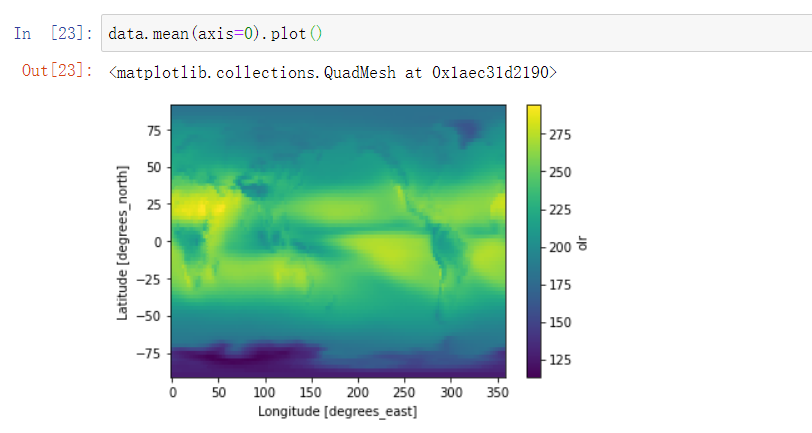 In [23]: data.mean(axis=0).plot()
Out[23]: <matplotlib.collections.QuadMesh at 0x1aec31d2190>
75
50
25
0
−25
−50
−75
Latitude [degrees_north]
0 50 100 150 200 250 300 350
Longitude [degrees_east]
275
250
225
200
175
150
125
olr